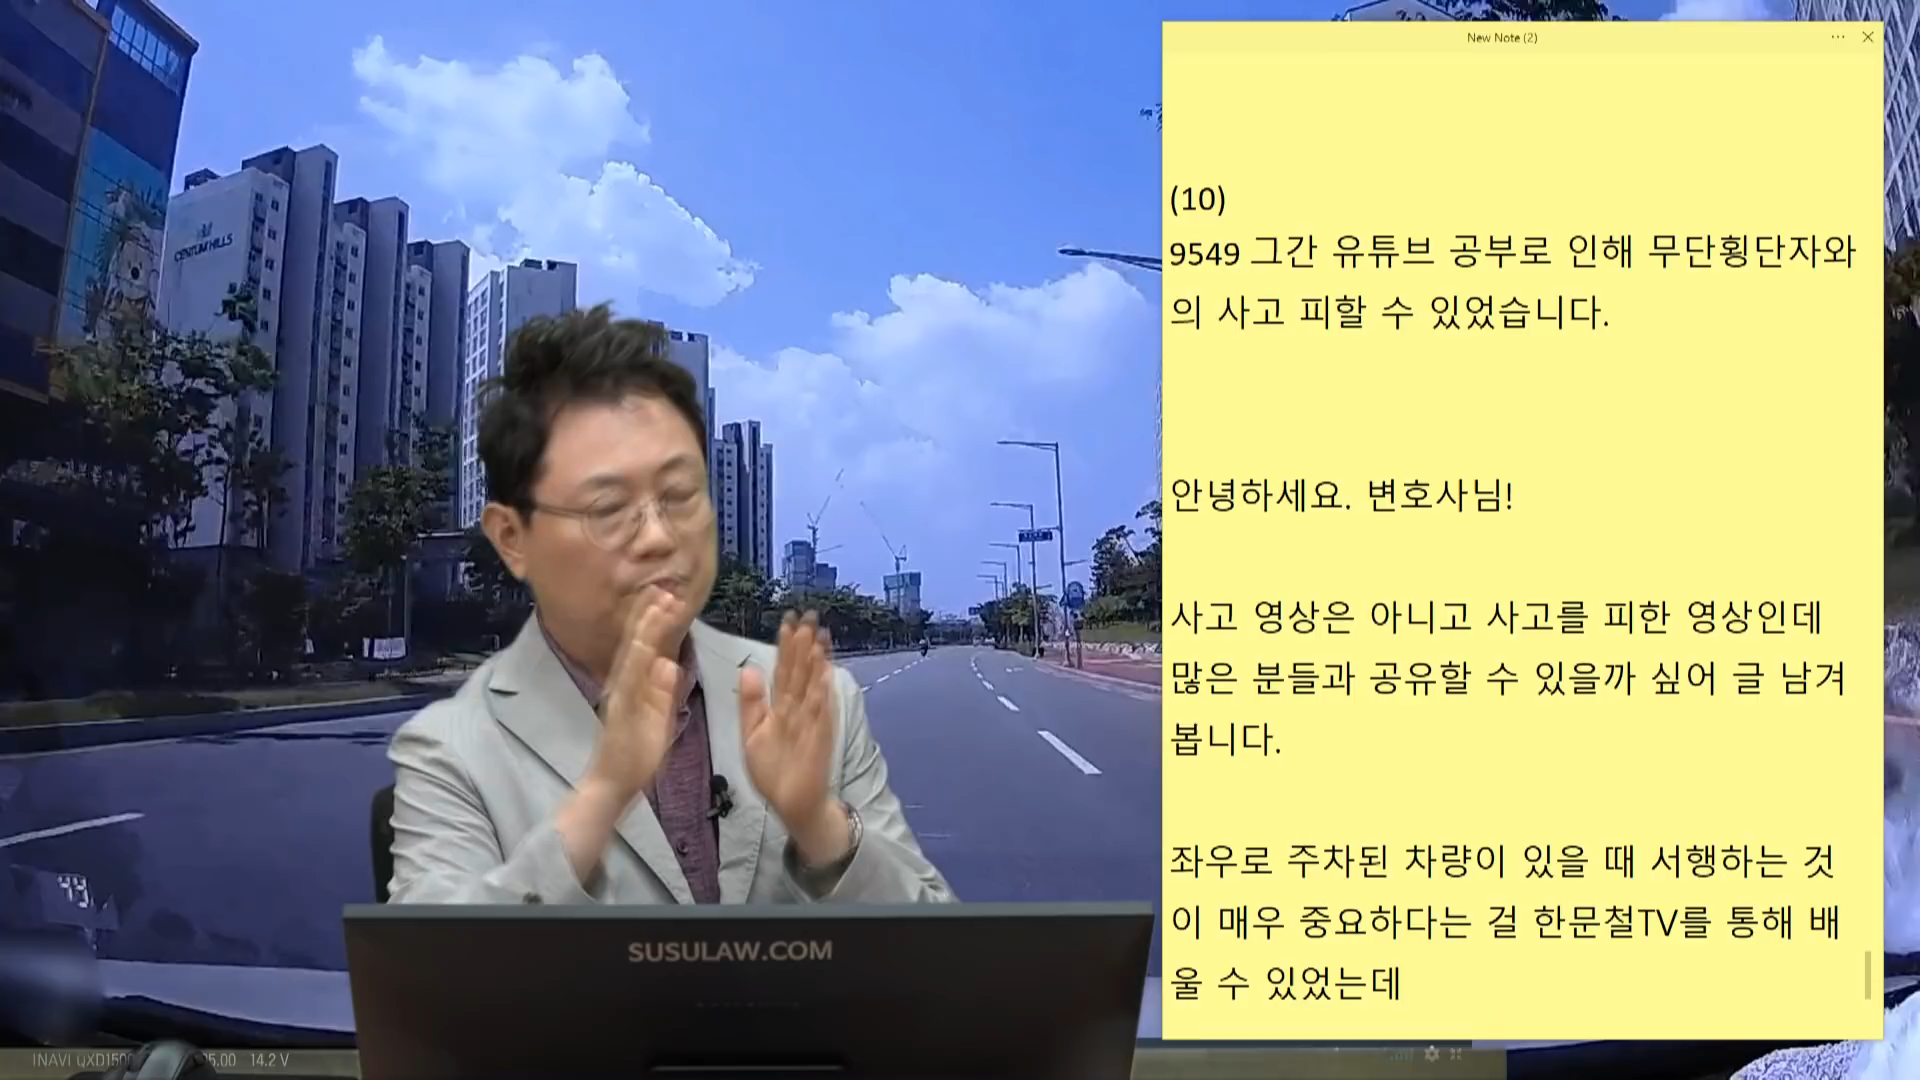 New Note (2)
(10)
9549 그간 유튜브 공부로 인해 무단횡단자와
의 사고 피할 수 있었습니다.
안녕하세요. 변호사님!
사고 영상은 아니고 사고를 피한 영상인데
많은 분들과 공유할 수 있을까 싶어 글 남겨
봅니다.
좌우로 주차된 차량이 있을 때 서행하는 것
이 매우 중요하다는 걸 한문철TV를 통해 배
울 수 있었는데
CENTUM HILLS
SUSULAW.COM
INAVI QXD1500
5.00 14.2 V